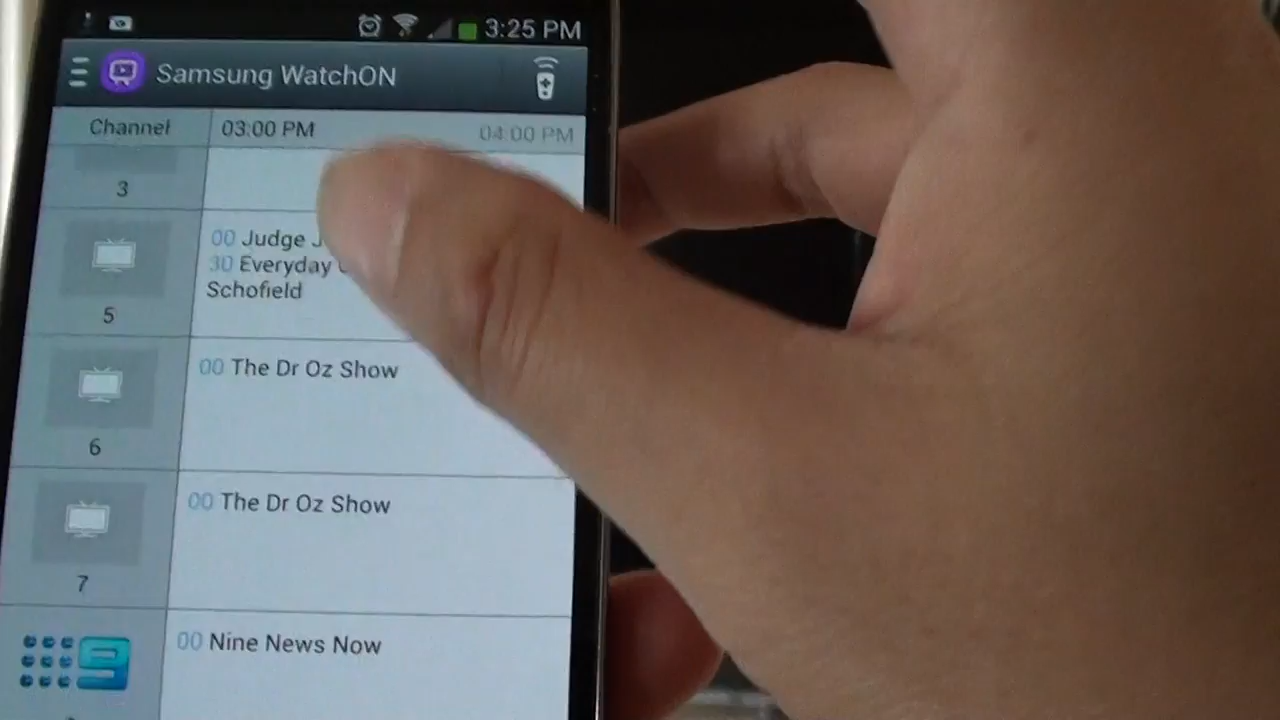 3:25 PM
Samsung WatchON
Channel 03:00 PM 04:00 PM
3
00 Judge
30 Everyday
Schofield
5
00 The Dr Oz Show
6
00 The Dr Oz Show
7
00 Nine News Now
9